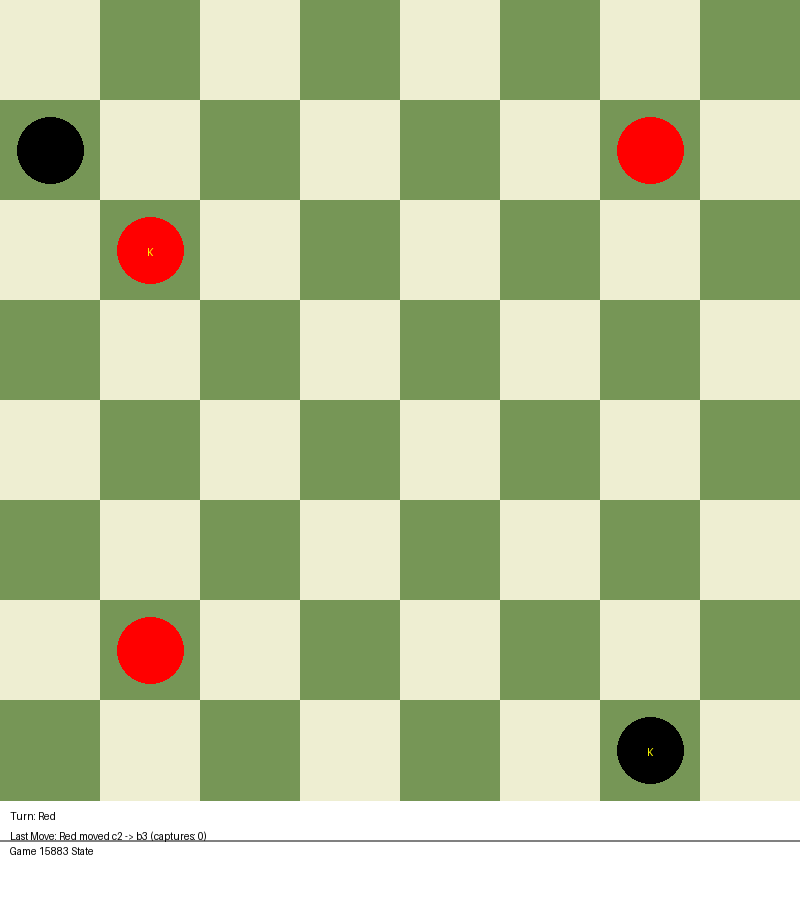 K
K
Turn: Red
Last Move: Red moved c2 -> b3 (captures: 0)
Game 15883 State